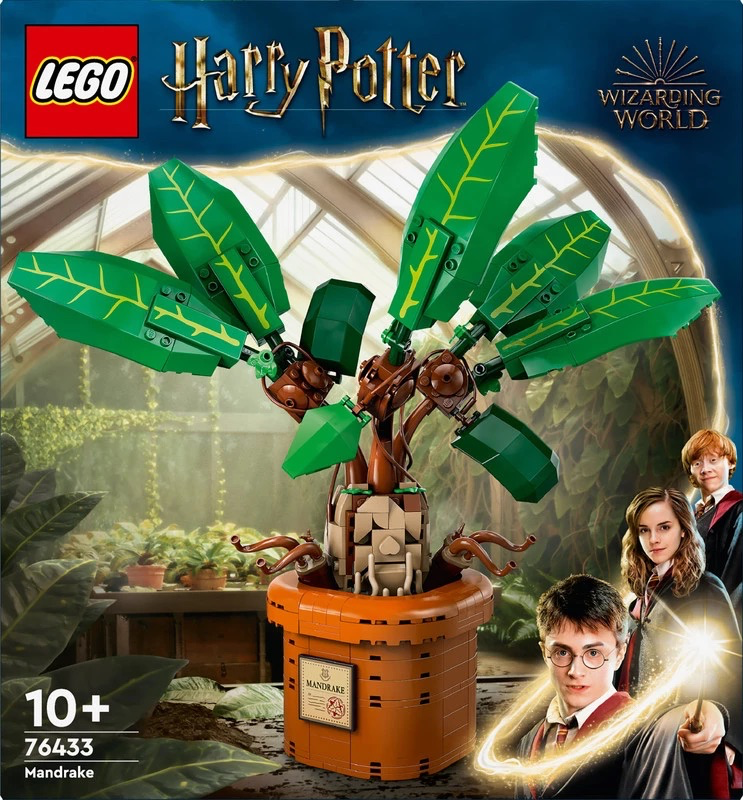 LEGO
Harry Potter
WIZARDING
WORLD
MANDRAKE
10+
76433
Mandrake